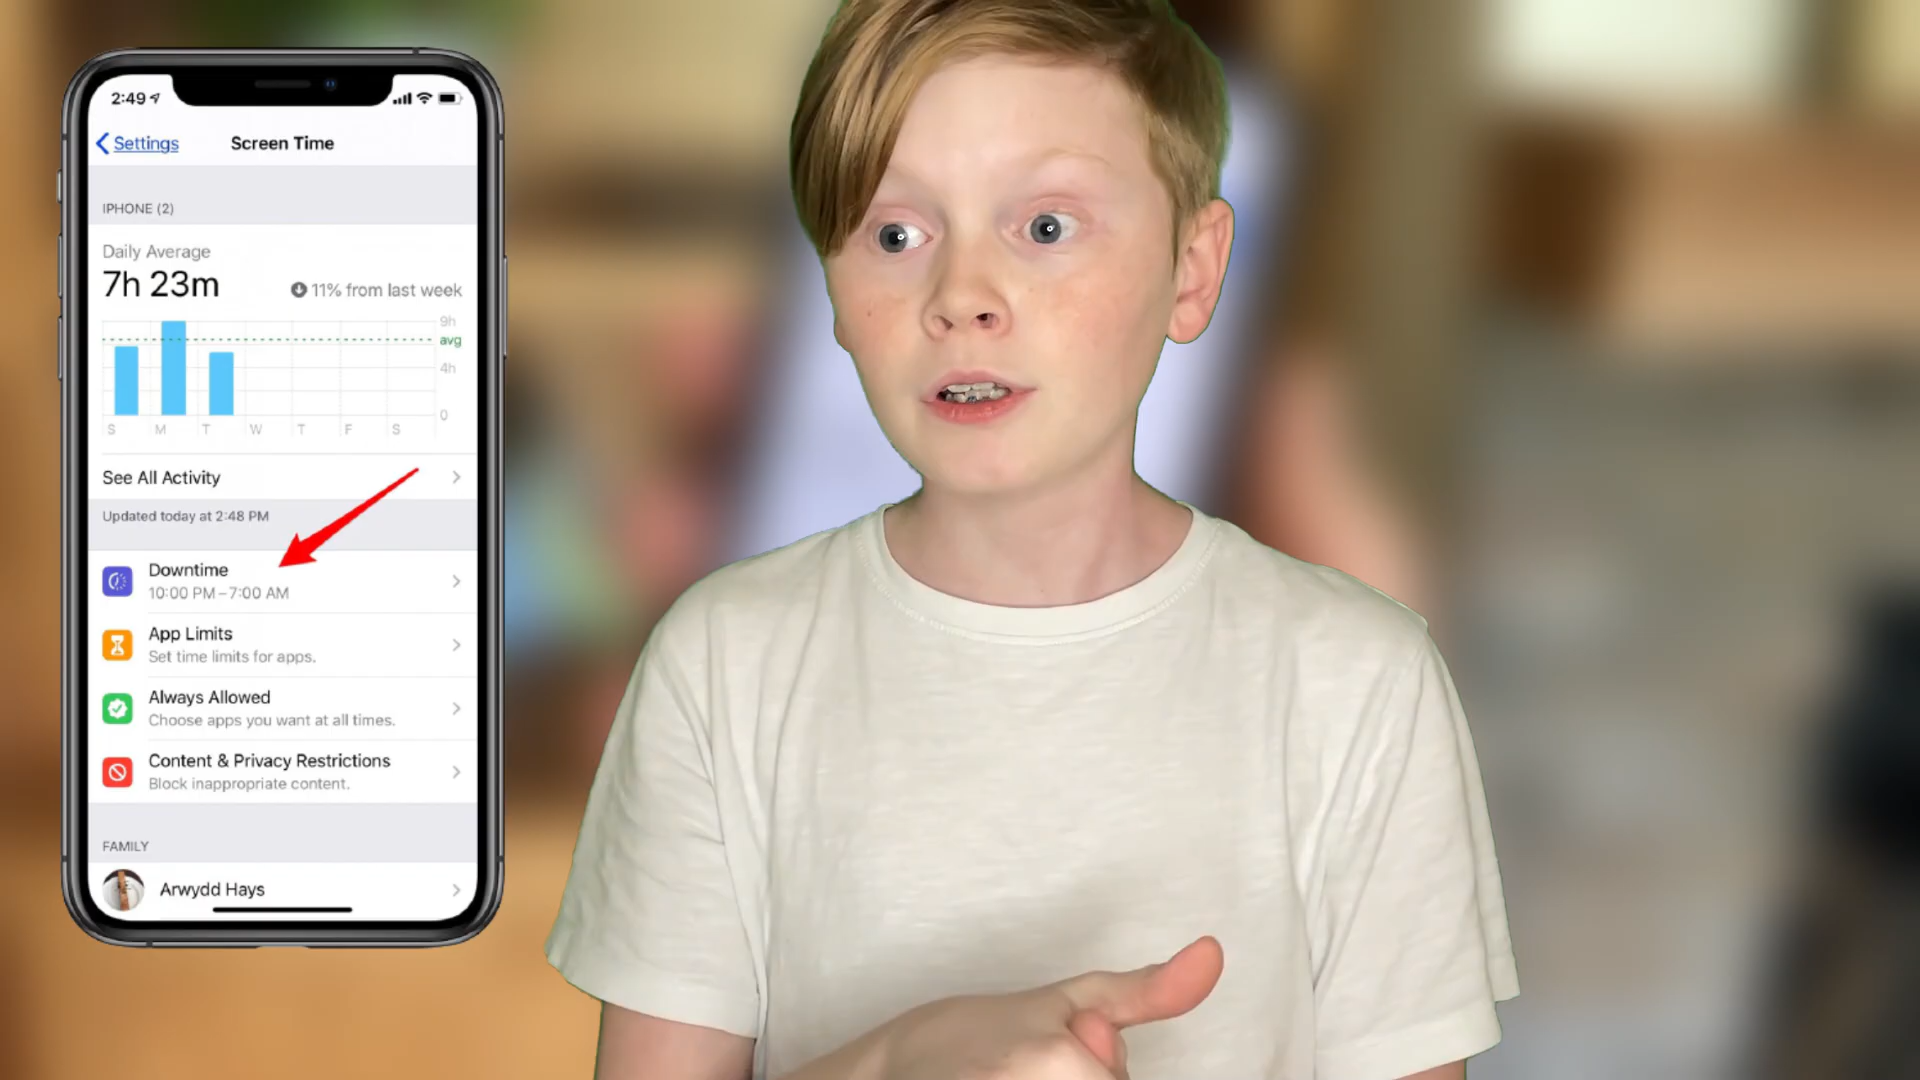 2:49
Settings
Screen Time
IPHONE (2)
Daily Average
7h 23m
11% from last week
9h
avg
4h
0
S M T W T F S
See All Activity
Updated today at 2:48 PM
Downtime
10:00 PM – 7:00 AM
App Limits
Set time limits for apps.
Always Allowed
Choose apps you want at all times.
Content & Privacy Restrictions
Block inappropriate content.
FAMILY
Arwydd Hays